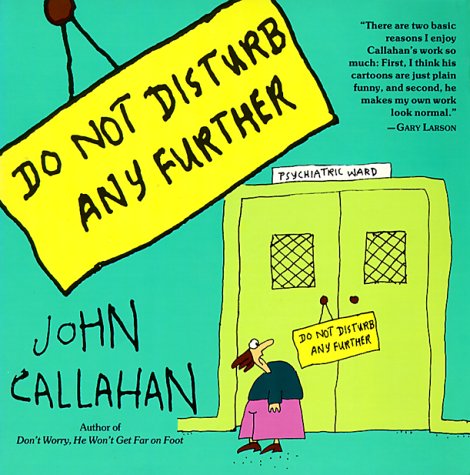 DO NOT DISTURB
ANY FURTHER
“There are two basic
reasons I enjoy
Callahan’s work so
much: First, I think his
cartoons are just plain
funny, and second, he
makes my own work
look normal.”
—GARY LARSON
PSYCHIATRIC WARD
DO NOT DISTURB
ANY FURTHER
JOHN
CALLAHAN
Author of
Don’t Worry, He Won’t Get Far on Foot